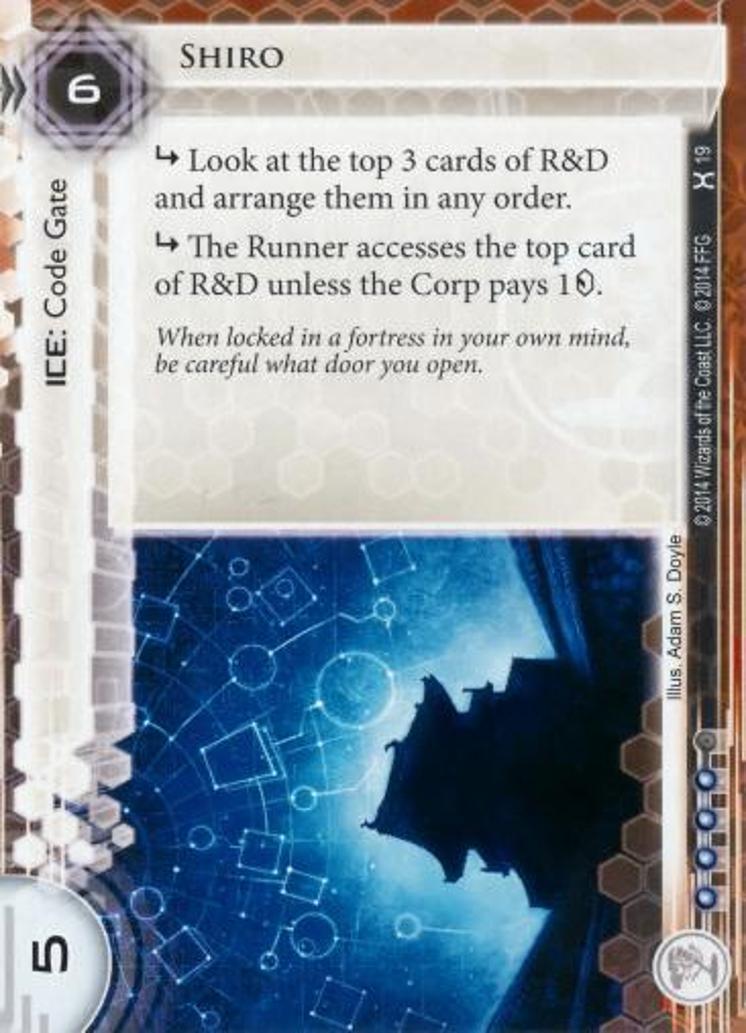 SHIRO
6
↳ Look at the top 3 cards of R&D
and arrange them in any order.
↳ The Runner accesses the top card
of R&D unless the Corp pays 1.
When locked in a fortress in your own mind,
be careful what door you open.
ICE: Code Gate
5
Illus. Adam S. Doyle
© 2014 Wizards of the Coast LLC. © 2014 FFG
19